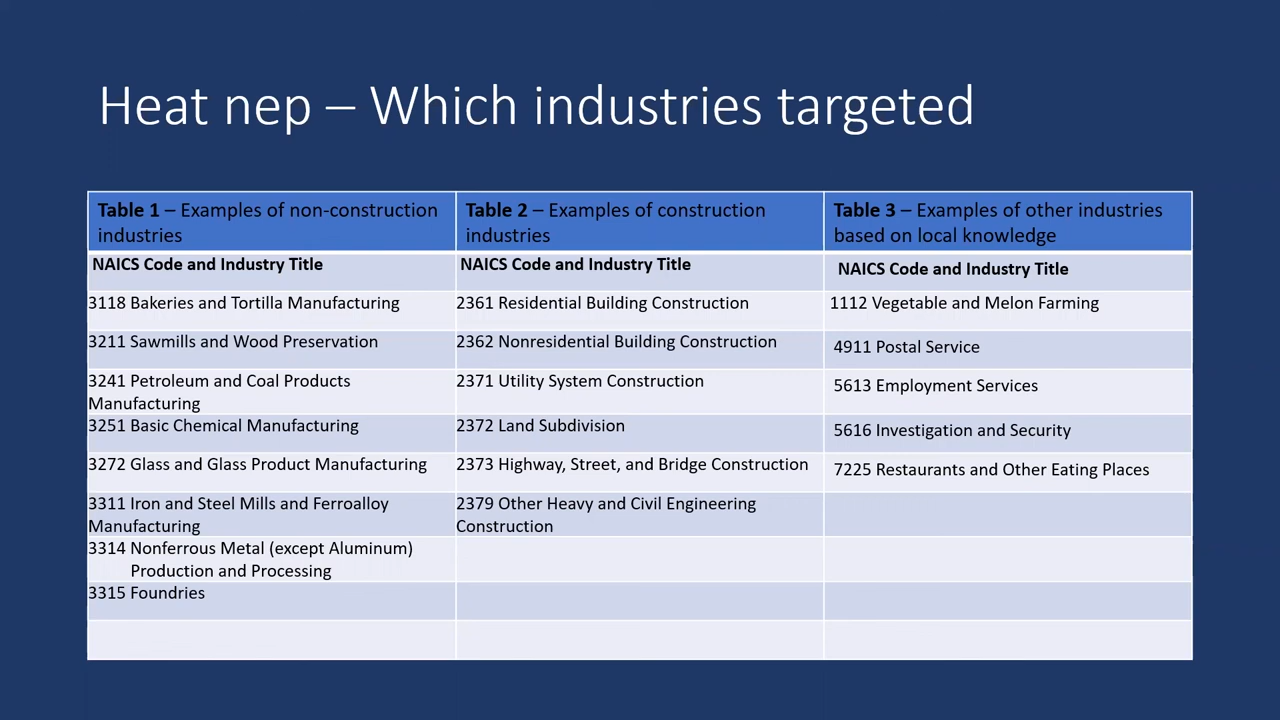 Heat nep – Which industries targeted
Table 1 – Examples of non-construction
industries
Table 2 – Examples of construction
industries
Table 3 – Examples of other industries
based on local knowledge
NAICS Code and Industry Title
NAICS Code and Industry Title
NAICS Code and Industry Title
3118 Bakeries and Tortilla Manufacturing
2361 Residential Building Construction
1112 Vegetable and Melon Farming
3211 Sawmills and Wood Preservation
2362 Nonresidential Building Construction
4911 Postal Service
3241 Petroleum and Coal Products
Manufacturing
2371 Utility System Construction
5613 Employment Services
3251 Basic Chemical Manufacturing
2372 Land Subdivision
5616 Investigation and Security
3272 Glass and Glass Product Manufacturing
2373 Highway, Street, and Bridge Construction
7225 Restaurants and Other Eating Places
3311 Iron and Steel Mills and Ferroalloy
Manufacturing
2379 Other Heavy and Civil Engineering
Construction
3314 Nonferrous Metal (except Aluminum)
Production and Processing
3315 Foundries